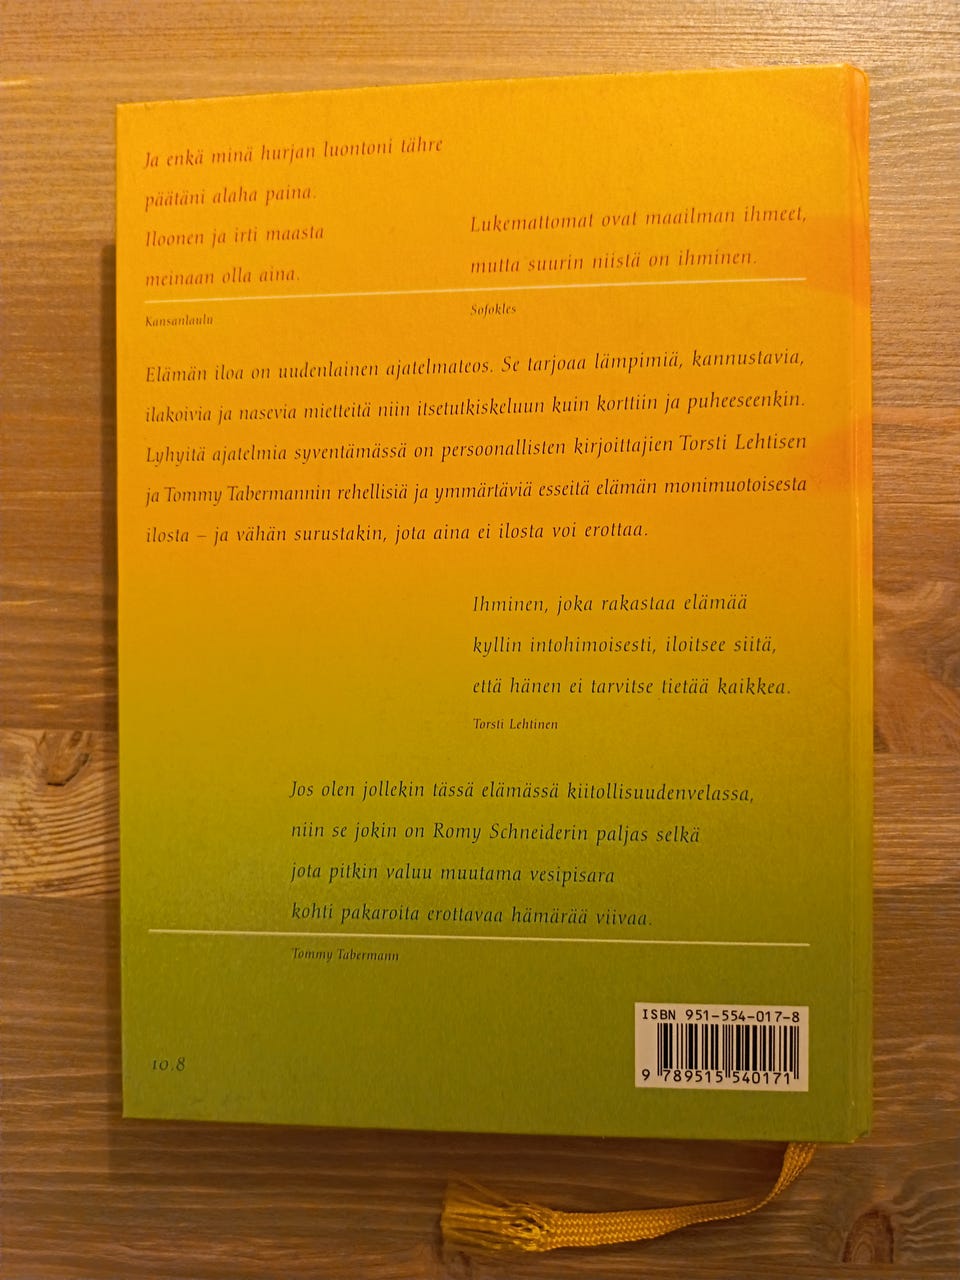 Ja enkä minä hurjan luontoni tähre
päätäni alaha paina.
Iloonen ja irti maasta
meinaan olla aina.
Kansanlaulu
Lukemattomat ovat maailman ihmeet,
mutta suurin niistä on ihminen.
Sofokles
Elämän iloa on uudenlainen ajatelmateos. Se tarjoaa lämpimiä, kannustavia,
ilakoivia ja nasevia mietteitä niin itsetutkiskeluun kuin korttiin ja puheeseenkin.
Lyhyitä ajatelmia syventämässä on persoonallisten kirjoittajien Torsti Lehtisen
ja Tommy Tabermannin rehellisiä ja ymmärtäviä esseitä elämän monimuotoisesta
ilosta – ja vähän surustakin, jota aina ei ilosta voi erottaa.
Ihminen, joka rakastaa elämää
kyllin intohimoisesti, iloitsee siitä,
että hänen ei tarvitse tietää kaikkea.
Torsti Lehtinen
Jos olen jollekin tässä elämässä kiitollisuudenvelassa,
niin se jokin on Romy Schneiderin paljas selkä
jota pitkin valuu muutama vesipisara
kohti pakaroita erottavaa hämärää viivaa.
Tommy Tabermann
ISBN 951-554-017-8
9 789515 540171
10.8